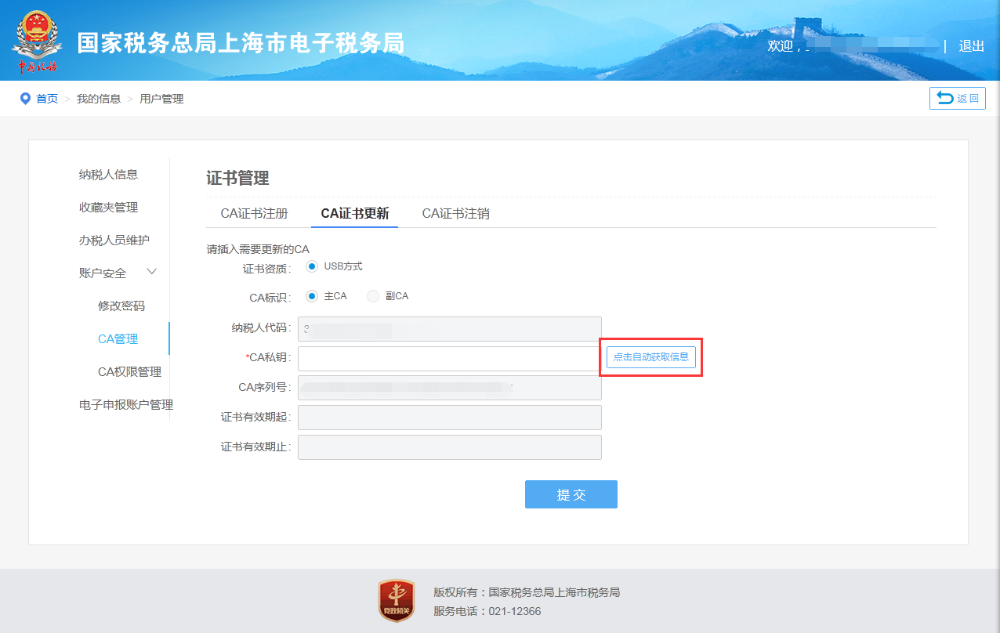 国家税务总局上海市电子税务局
欢迎， | 退出
中国税务
首页 > 我的信息 > 用户管理
返回
纳税人信息
收藏夹管理
办税人员维护
账户安全
修改密码
CA管理
CA权限管理
电子申报账户管理
证书管理
CA证书注册 CA证书更新 CA证书注销
请插入需要更新的CA
证书资质： USB方式
CA标识： 主CA 副CA
纳税人代码： 3
*CA私钥： 点击自动获取信息
CA序列号：
证书有效期起：
证书有效期止：
提交
党政机关
版权所有：国家税务总局上海市税务局
服务电话：021-12366